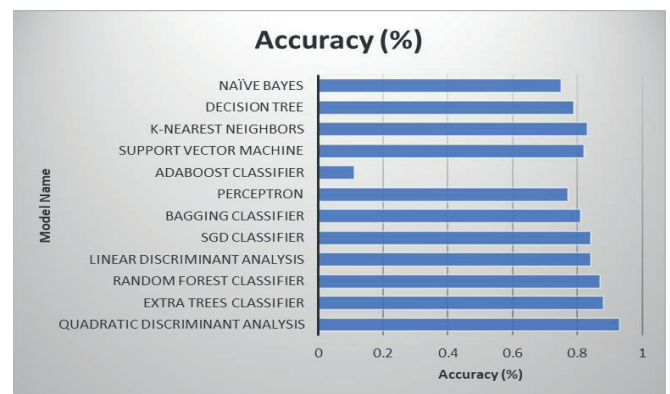 Accuracy (%)
NAÏVE BAYES
DECISION TREE
K-NEAREST NEIGHBORS
SUPPORT VECTOR MACHINE
ADABOOST CLASSIFIER
PERCEPTRON
BAGGING CLASSIFIER
SGD CLASSIFIER
LINEAR DISCRIMINANT ANALYSIS
RANDOM FOREST CLASSIFIER
EXTRA TREES CLASSIFIER
QUADRATIC DISCRIMINANT ANALYSIS
Model Name
0 0.2 0.4 0.6 0.8 1
Accuracy (%)